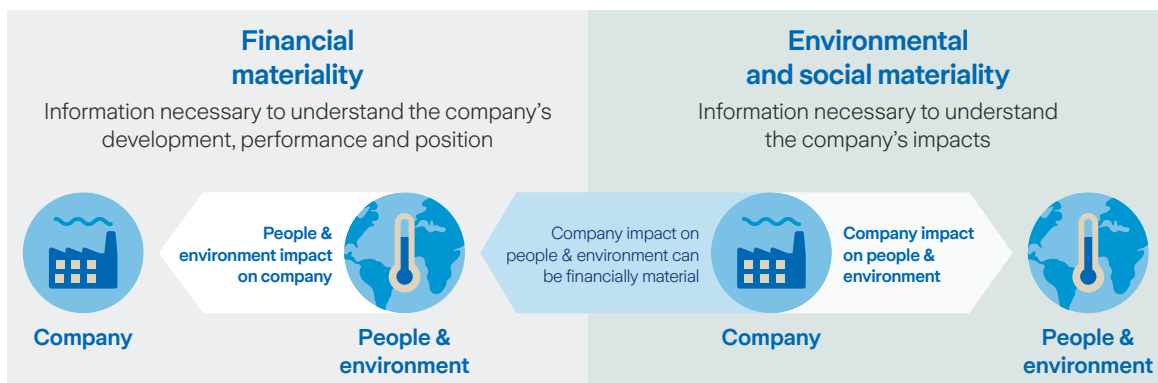 Financial
materiality
Information necessary to understand the company's
development, performance and position
Environmental
and social materiality
Information necessary to understand
the company's impacts
People &
environment impact
on company
Company impact on
people & environment can
be financially material
Company impact
on people &
environment
Company
People &
environment
Company
People &
environment